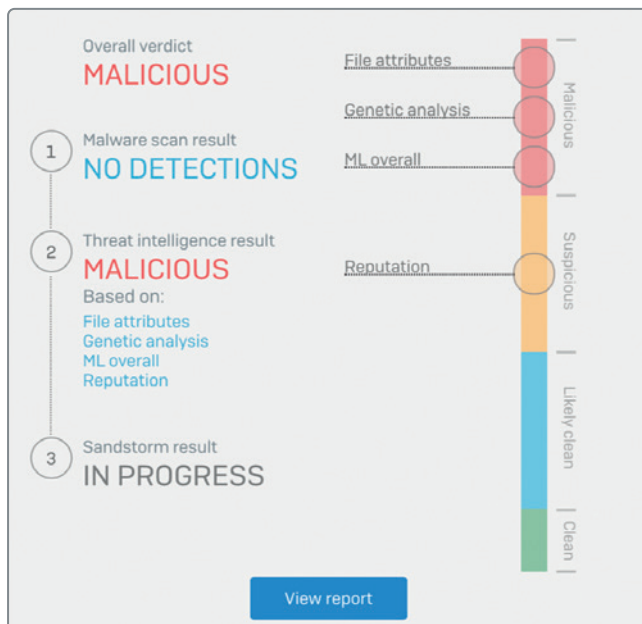 Overall verdict
MALICIOUS
1
Malware scan result
NO DETECTIONS
2
Threat intelligence result
MALICIOUS
Based on:
File attributes
Genetic analysis
ML overall
Reputation
3
Sandstorm result
IN PROGRESS
File attributes
Genetic analysis
ML overall
Reputation
Malicious
Suspicious
Likely clean
Clean
View report